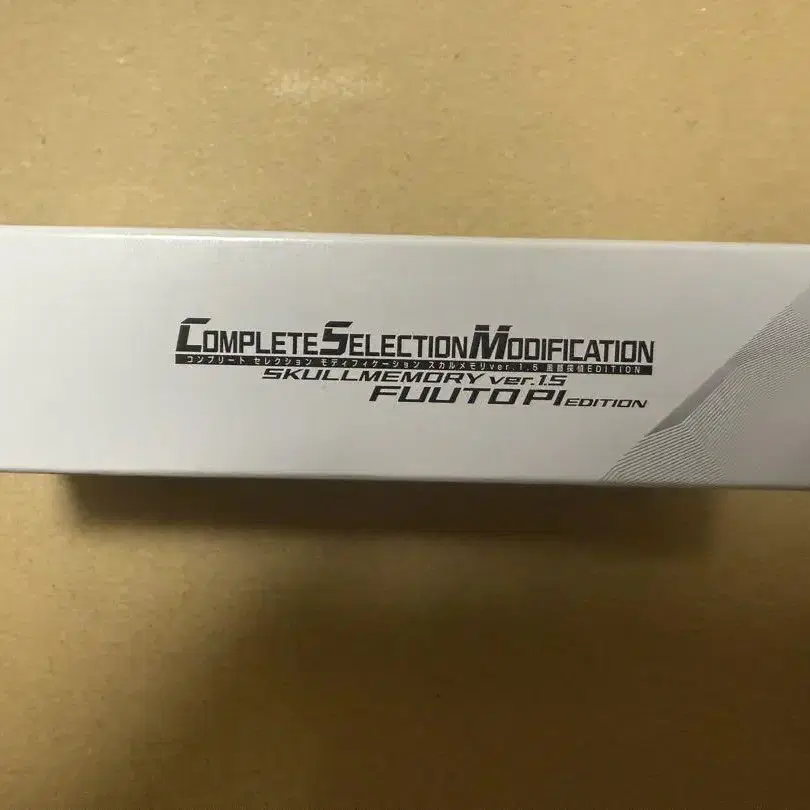 COMPLETE SELECTION MODIFICATION
コンプリート セレクション モディフィケーション スカルメモリver.1.5 風都探偵EDITION
SKULLMEMORY ver.1.5
FUUTO PI EDITION